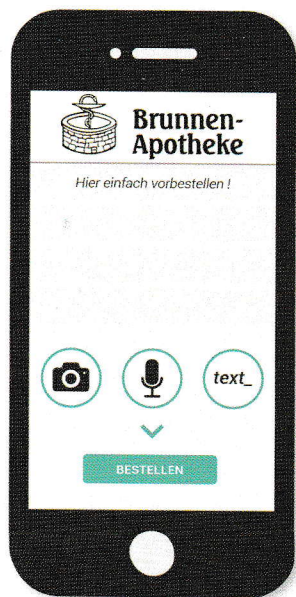 Brunnen-
Apotheke
Hier einfach vorbestellen !
text_
BESTELLEN